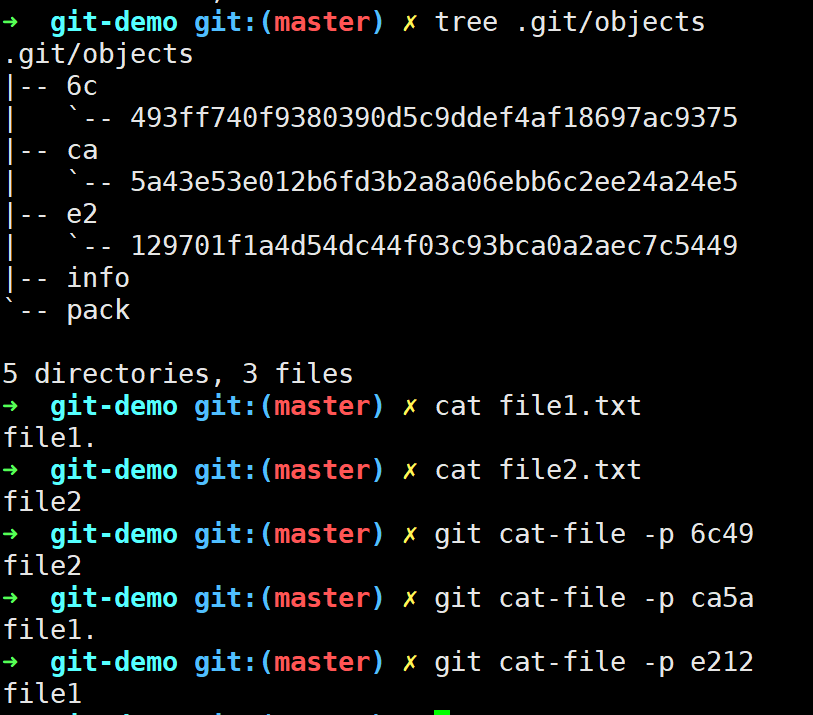 → git-demo git:(master) ✗ tree .git/objects
.git/objects
|-- 6c
|   `-- 493ff740f9380390d5c9ddef4af18697ac9375
|-- ca
|   `-- 5a43e53e012b6fd3b2a8a06ebb6c2ee24a24e5
|-- e2
|   `-- 129701f1a4d54dc44f03c93bca0a2aec7c5449
|-- info
`-- pack
5 directories, 3 files
→ git-demo git:(master) ✗ cat file1.txt
file1.
→ git-demo git:(master) ✗ cat file2.txt
file2
→ git-demo git:(master) ✗ git cat-file -p 6c49
file2
→ git-demo git:(master) ✗ git cat-file -p ca5a
file1.
→ git-demo git:(master) ✗ git cat-file -p e212
file1